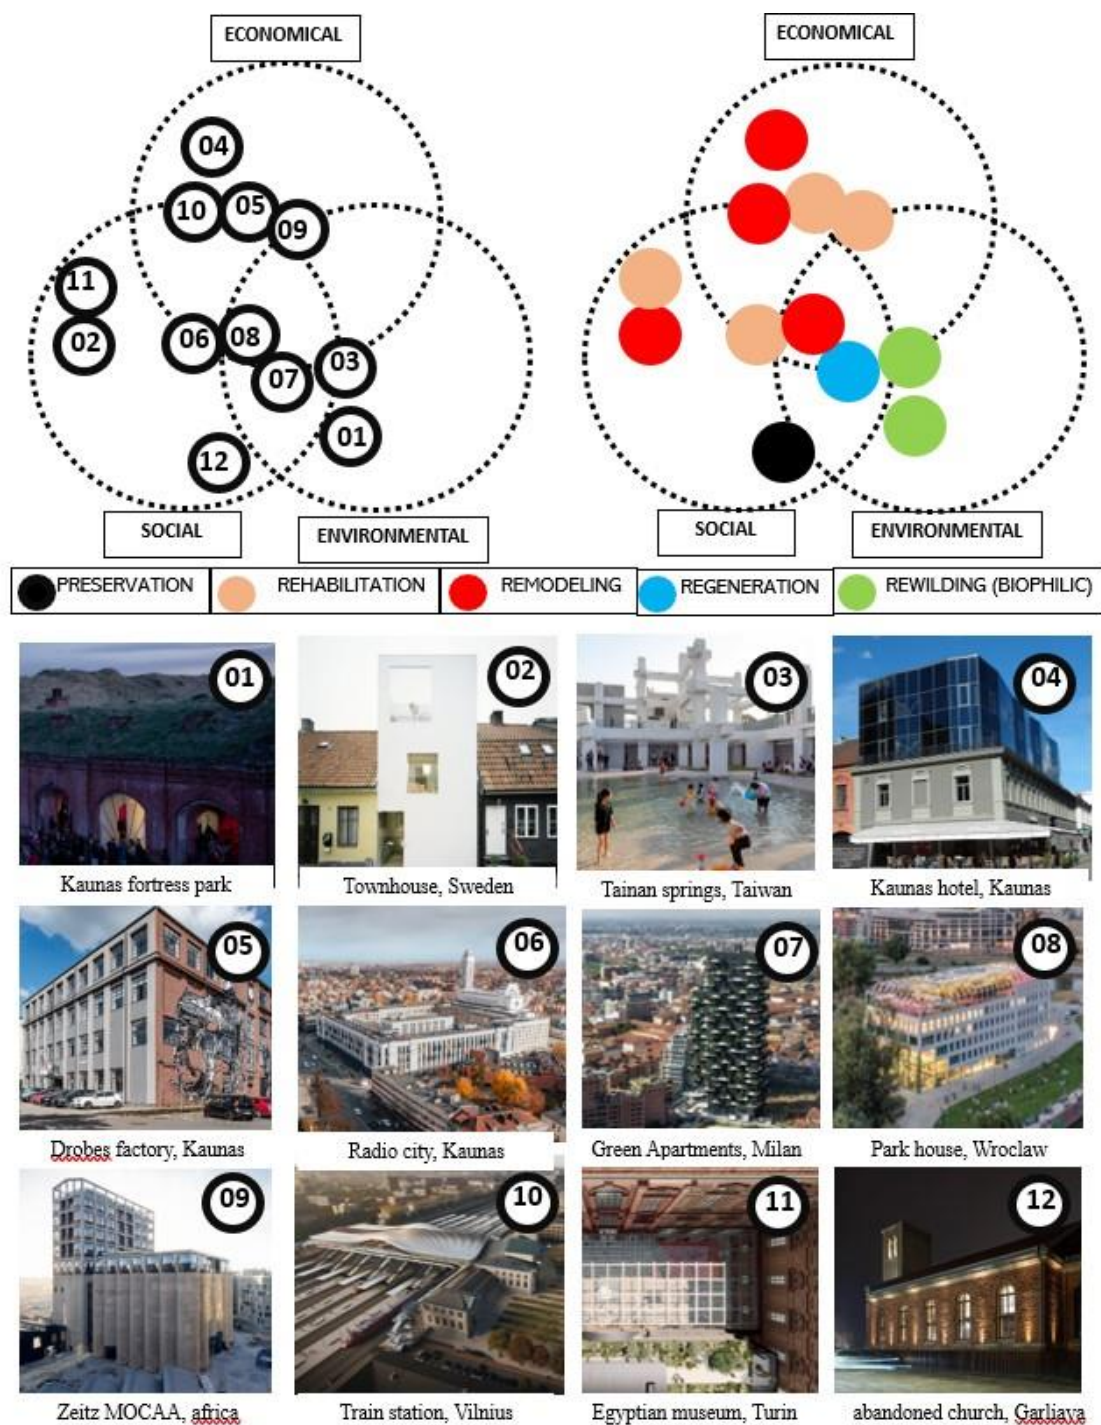 ECONOMICAL ECONOMICAL
04
10 05 09
11
02 06 08 03
07
01
12
SOCIAL ENVIRONMENTAL SOCIAL ENVIRONMENTAL
PRESERVATION REHABILITATION REMODELING REGENERATION REWILDING (BIOPHILIC)
01 02 03 04
Kaunas fortress park Townhouse, Sweden Tainan springs, Taiwan Kaunas hotel, Kaunas
05 06 07 08
Drobes factory, Kaunas Radio city, Kaunas Green Apartments, Milan Park house, Wroclaw
09 10 11 12
Zeitz MOCAA, africa Train station, Vilnius Egyptian museum, Turin abandoned church, Garliava